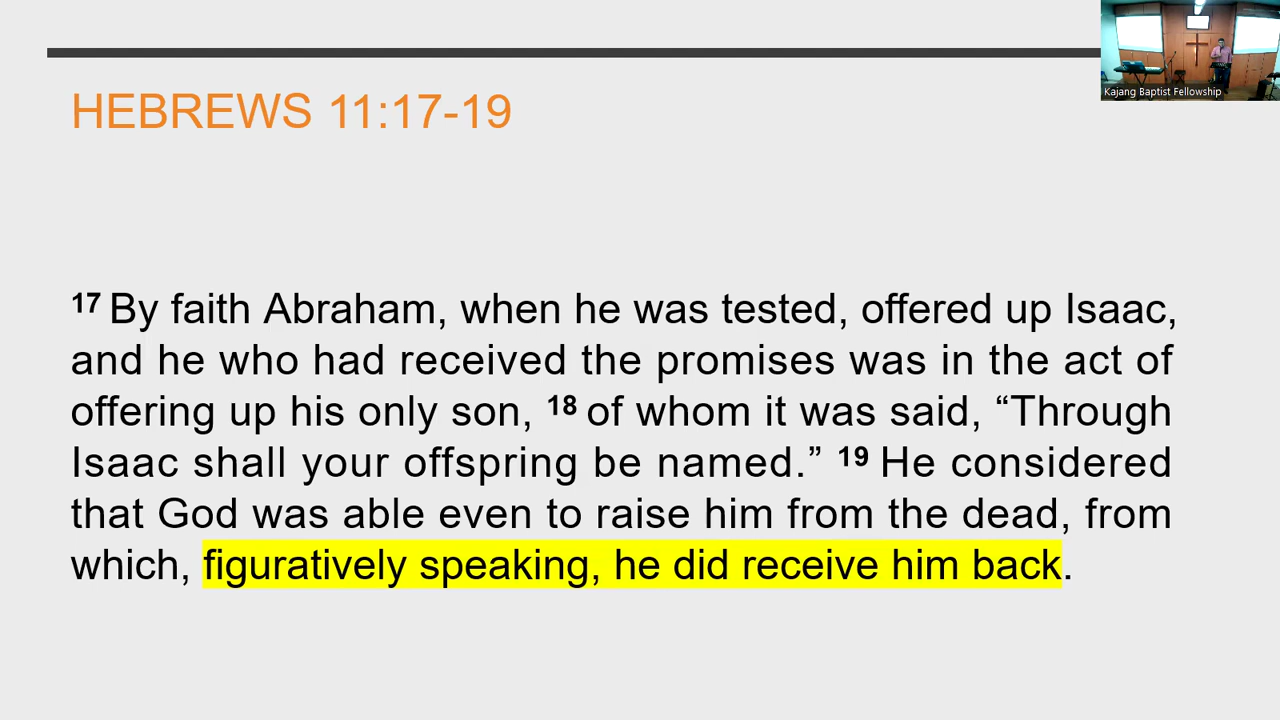 Kajang Baptist Fellowship
HEBREWS 11:17-19
17 By faith Abraham, when he was tested, offered up Isaac,
and he who had received the promises was in the act of
offering up his only son, 18 of whom it was said, “Through
Isaac shall your offspring be named.” 19 He considered
that God was able even to raise him from the dead, from
which, figuratively speaking, he did receive him back.